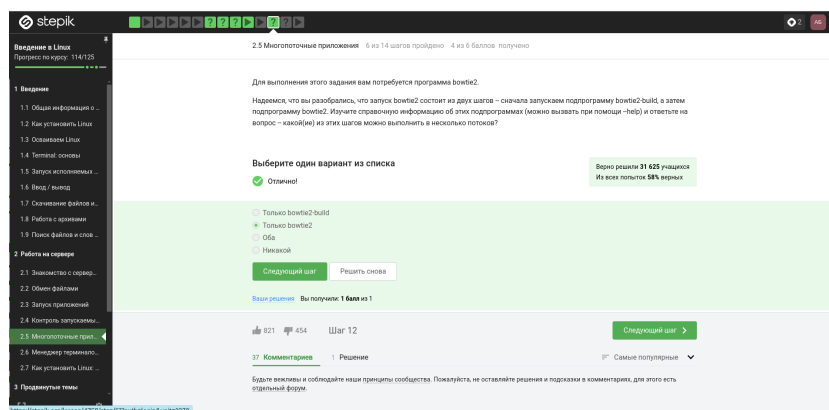 stepik
2
АБ
Введение в Linux
Прогресс по курсу: 114/125
1 Введение
1.1 Общая информация о ...
1.2 Как установить Linux
1.3 Осваиваем Linux
1.4 Terminal: основы
1.5 Запуск исполняемых ...
1.6 Ввод / вывод
1.7 Скачивание файлов и...
1.8 Работа с архивами
1.9 Поиск файлов и слов ...
2 Работа на сервере
2.1 Знакомство с сервер...
2.2 Обмен файлами
2.3 Запуск приложений
2.4 Контроль запускаемы...
2.5 Многопоточные прил...
2.6 Менеджер терминало...
2.7 Как установить Linux: ...
3 Продвинутые темы
2.5 Многопоточные приложения 6 из 14 шагов пройдено 4 из 6 баллов получено
Для выполнения этого задания вам потребуется программа bowtie2.
Надеемся, что вы разобрались, что запуск bowtie2 состоит из двух шагов – сначала запускаем подпрограмму bowtie2-build, а затем
подпрограмму bowtie2. Изучите справочную информацию об этих подпрограммах (можно вызвать при помощи –help) и ответьте на
вопрос – какой(ие) из этих шагов можно выполнить в несколько потоков?
Выберите один вариант из списка
Отлично!
Верно решили 31 625 учащихся
Из всех попыток 58% верных
Только bowtie2-build
Только bowtie2
Оба
Никакой
Следующий шаг Решить снова
Ваши решения Вы получили: 1 балл из 1
821 454 Шаг 12 Следующий шаг
37 Комментариев 1 Решение Самые популярные
Будьте вежливы и соблюдайте наши принципы сообщества. Пожалуйста, не оставляйте решения и подсказки в комментариях, для этого есть
отдельный форум.